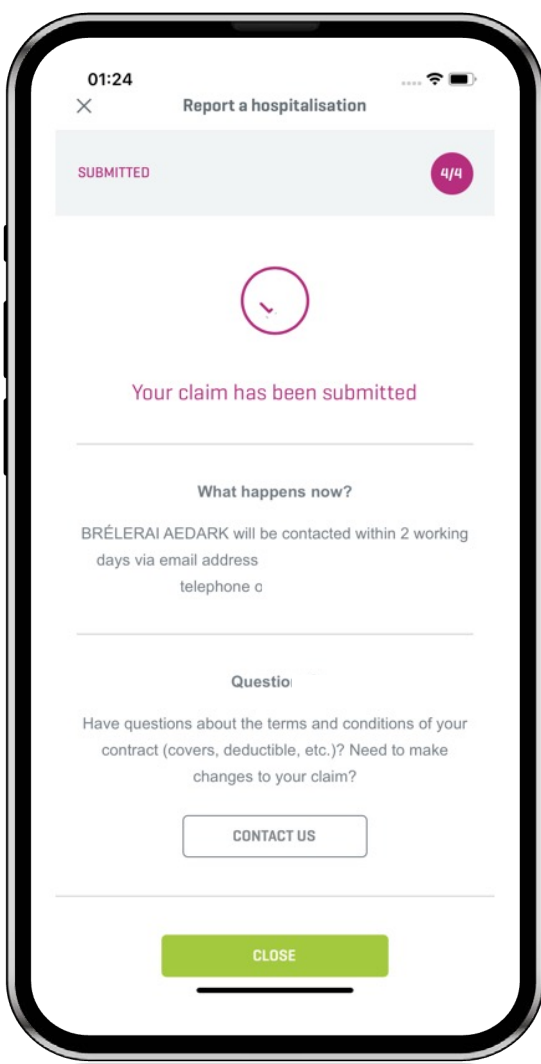 01:24
Report a hospitalisation
SUBMITTED
4/4
Your claim has been submitted
What happens now?
BRÉLERAI AEDARK will be contacted within 2 working
days via email address
telephone
Have questions about the terms and conditions of your
contract (covers, deductible, etc.)? Need to make
changes to your claim?
CONTACT US
CLOSE